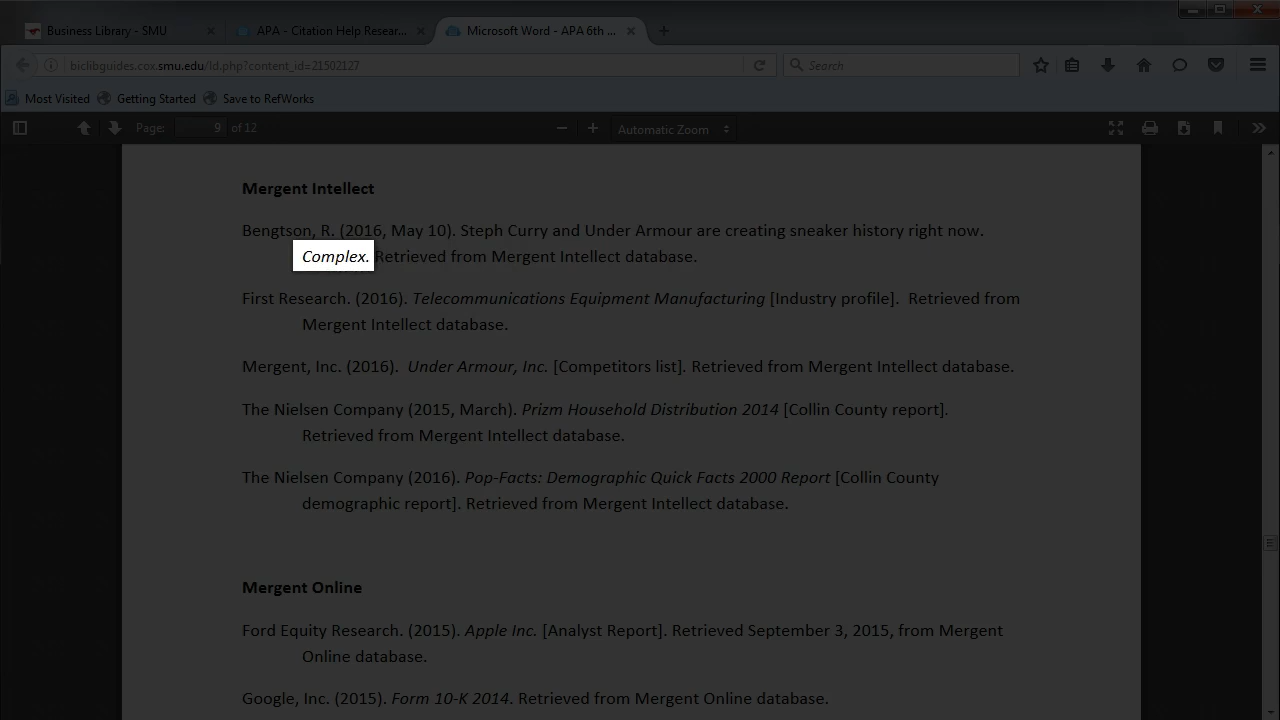 Business Library - SMU
APA - Citation Help Resear...
Microsoft Word - APA 6th ...
biclibguides.cox.smu.edu/ld.php?content_id=21502127
Search
Most Visited
Getting Started
Save to RefWorks
Page:
9
of 12
Automatic Zoom
Mergent Intellect
Bengtson, R. (2016, May 10). Steph Curry and Under Armour are creating sneaker history right now.
Complex. Retrieved from Mergent Intellect database.
First Research. (2016). Telecommunications Equipment Manufacturing [Industry profile].  Retrieved from
Mergent Intellect database.
Mergent, Inc. (2016).  Under Armour, Inc. [Competitors list]. Retrieved from Mergent Intellect database.
The Nielsen Company (2015, March). Prizm Household Distribution 2014 [Collin County report].
Retrieved from Mergent Intellect database.
The Nielsen Company (2016). Pop-Facts: Demographic Quick Facts 2000 Report [Collin County
demographic report]. Retrieved from Mergent Intellect database.
Mergent Online
Ford Equity Research. (2015). Apple Inc. [Analyst Report]. Retrieved September 3, 2015, from Mergent
Online database.
Google, Inc. (2015). Form 10-K 2014. Retrieved from Mergent Online database.